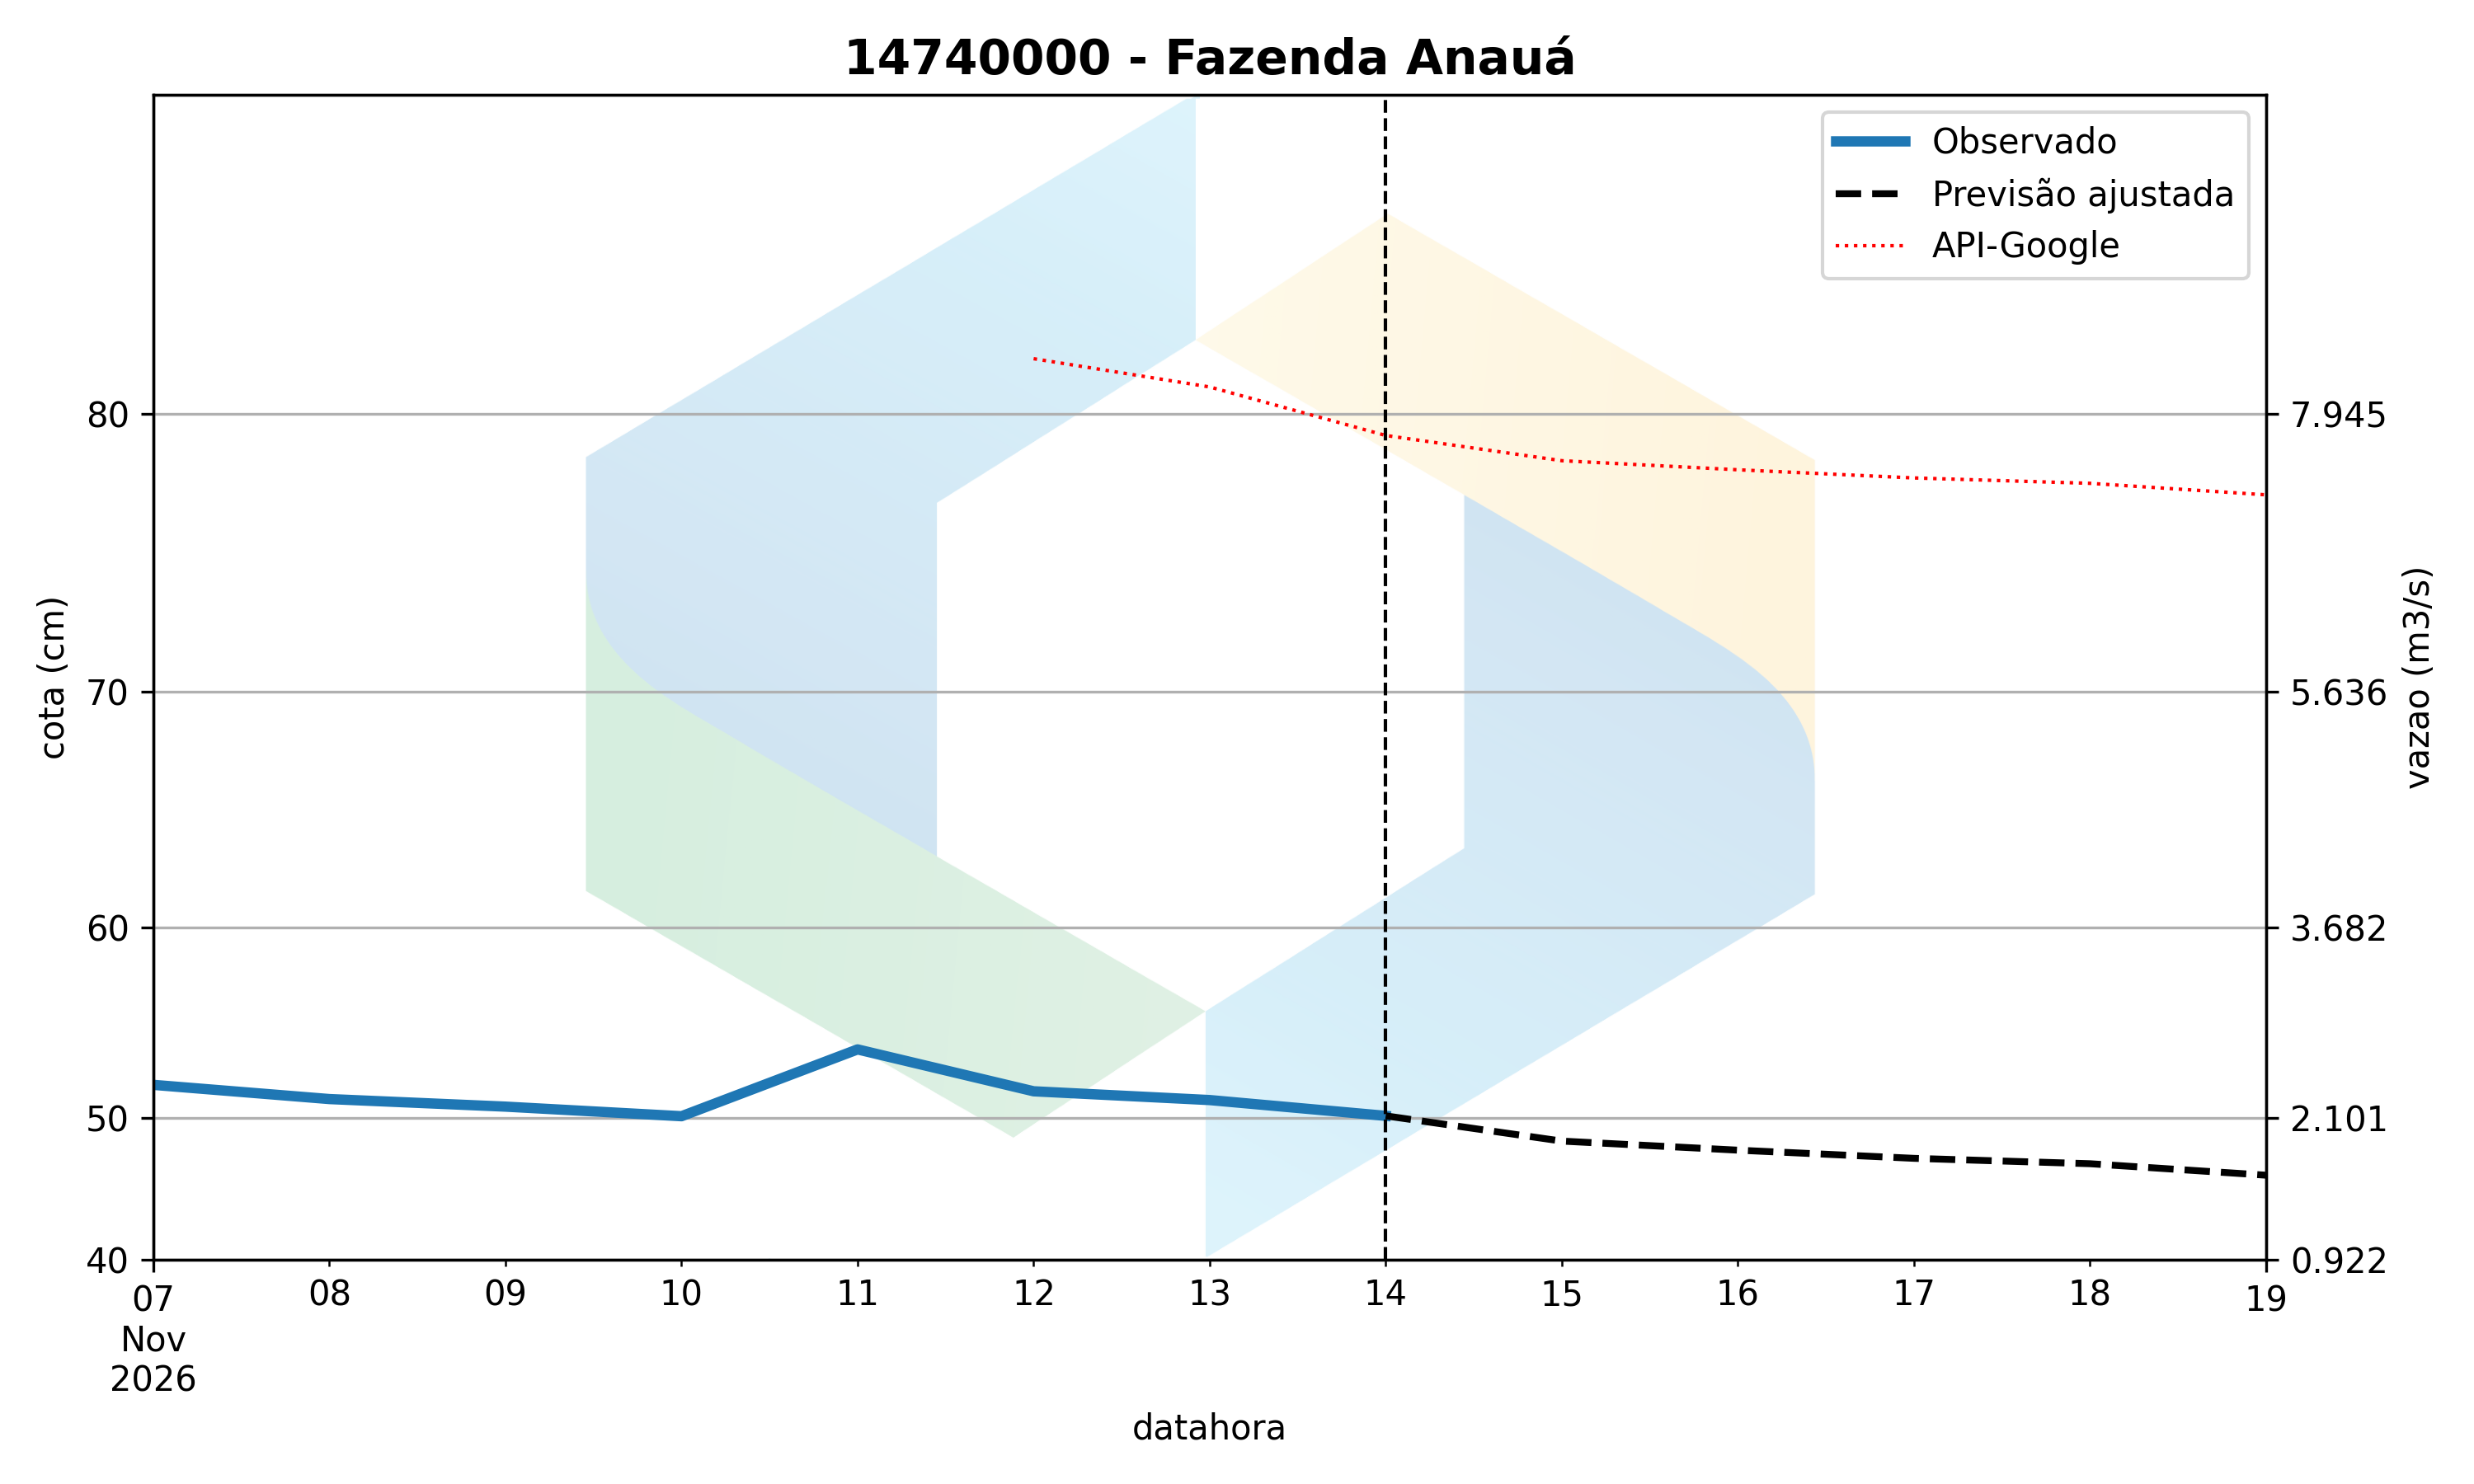 14740000 - Fazenda Anauá
Observado
Previsão ajustada
API-Google
cota (cm)
80
70
60
50
40
vazao (m3/s)
7.945
5.636
3.682
2.101
0.922
07 08 09 10 11 12 13 14 15 16 17 18 19
Nov
2026
datahora